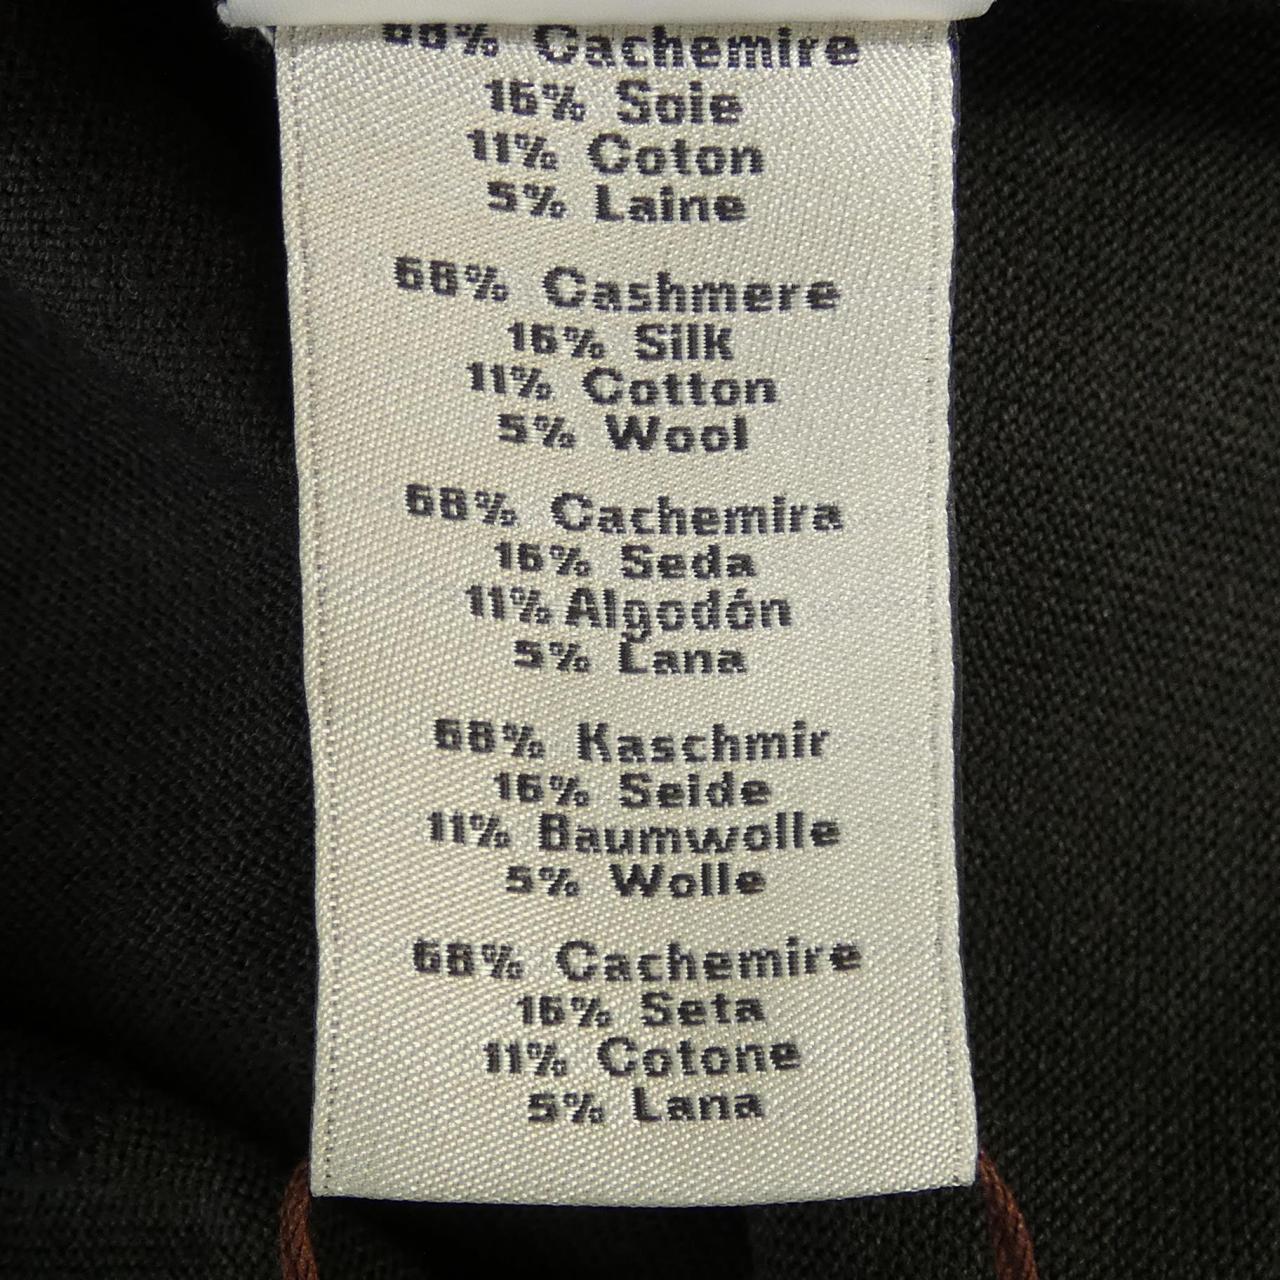 68% Cachemire
16% Soie
11% Coton
5% Laine
68% Cashmere
16% Silk
11% Cotton
5% Wool
68% Cachemira
16% Seda
11% Algodón
5% Lana
68% Kaschmir
16% Seide
11% Baumwolle
5% Wolle
68% Cachemire
16% Seta
11% Cotone
5% Lana